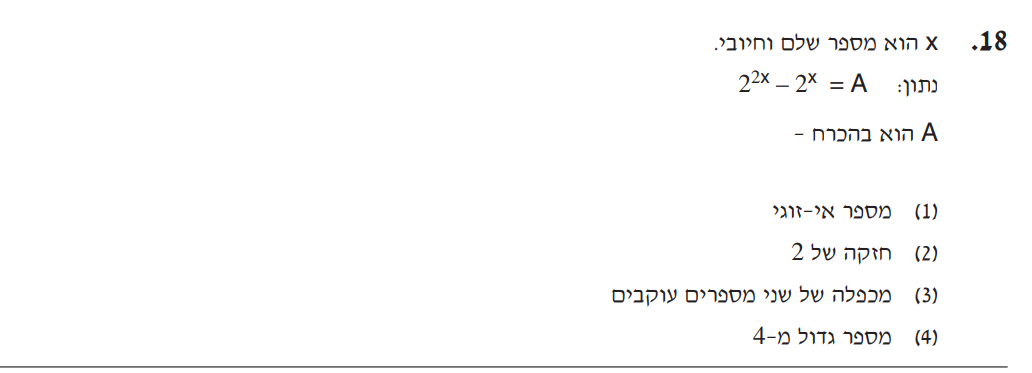 18. x הוא מספר שלם וחיובי.
נתון: 2^{2x} – 2^x = A
A הוא בהכרח -
(1) מספר אי-זוגי
(2) חזקה של 2
(3) מכפלה של שני מספרים עוקבים
(4) מספר גדול מ-4